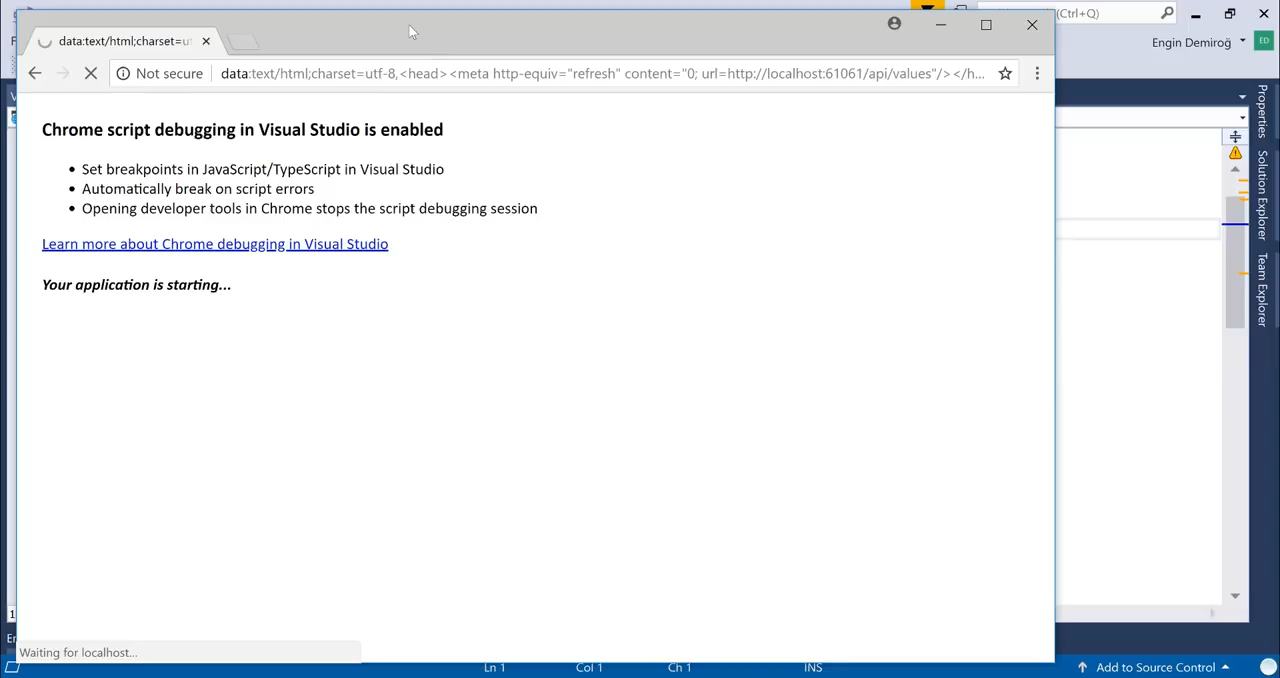 (Ctrl+Q)
data:text/html;charset=ut
Engin Demiroğ
ED
Not secure
data:text/html;charset=utf-8,<head><meta http-equiv="refresh" content="0; url=http://localhost:61061/api/values"/></h...
Chrome script debugging in Visual Studio is enabled
Set breakpoints in JavaScript/TypeScript in Visual Studio
Automatically break on script errors
Opening developer tools in Chrome stops the script debugging session
Learn more about Chrome debugging in Visual Studio
Your application is starting...
Properties
Solution Explorer
Team Explorer
Waiting for localhost...
Ln 1
Col 1
Ch 1
INS
Add to Source Control